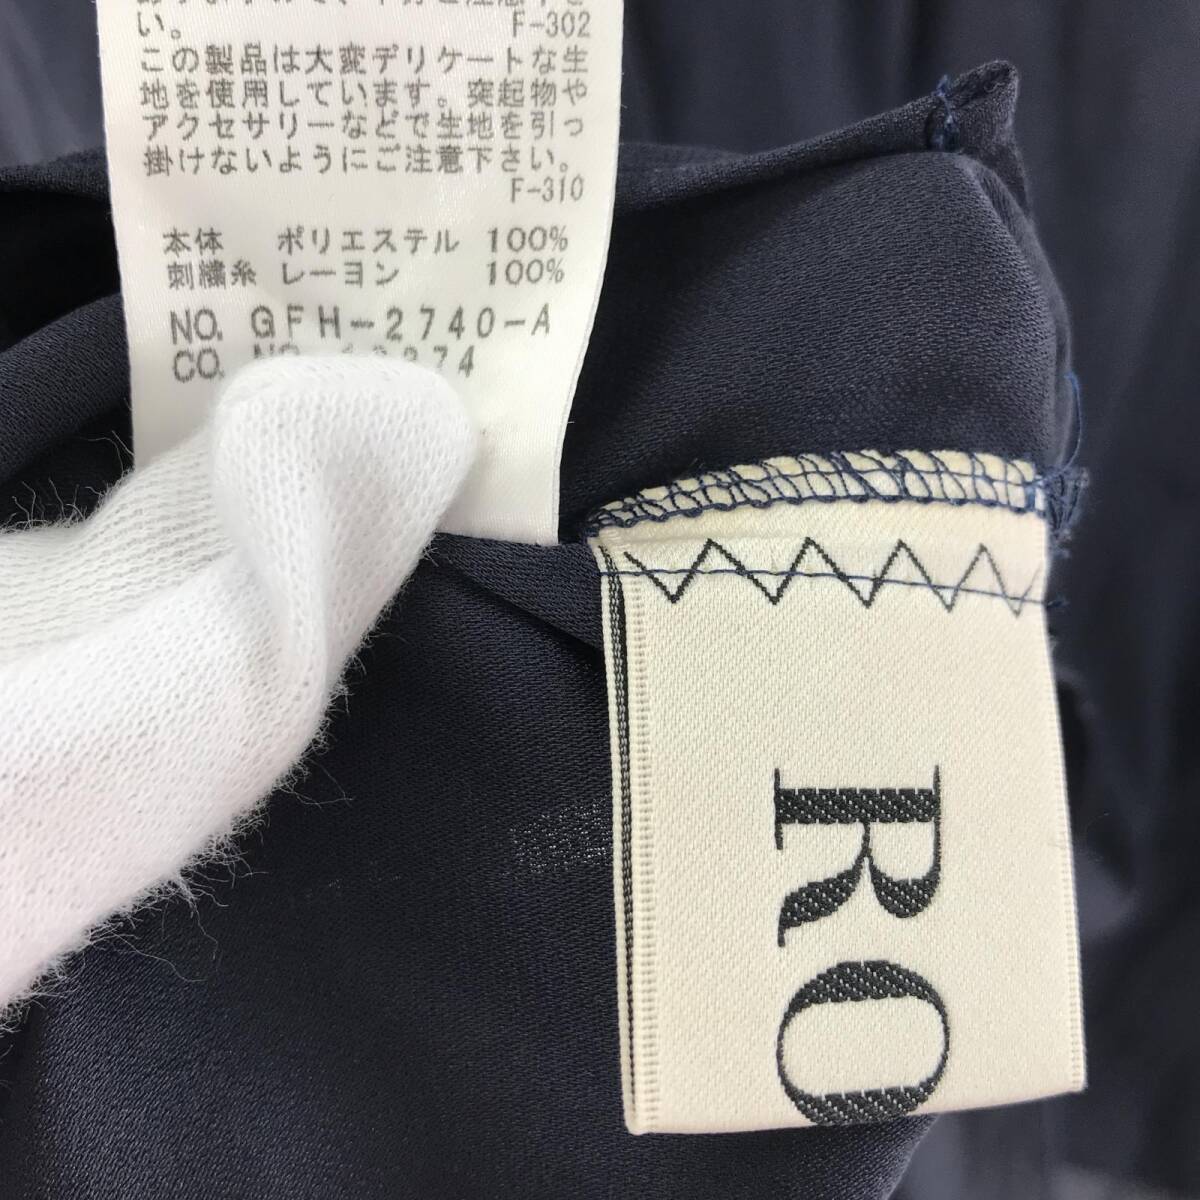 い。
F-302
この製品は大変デリケートな生
地を使用しています。突起物や
アクセサリーなどで生地を引っ
掛けないようにご注意下さい。
F-310
本体 ポリエステル 100%
刺繍糸 レーヨン 100%
NO. GFH-2740-A
CO.
RO